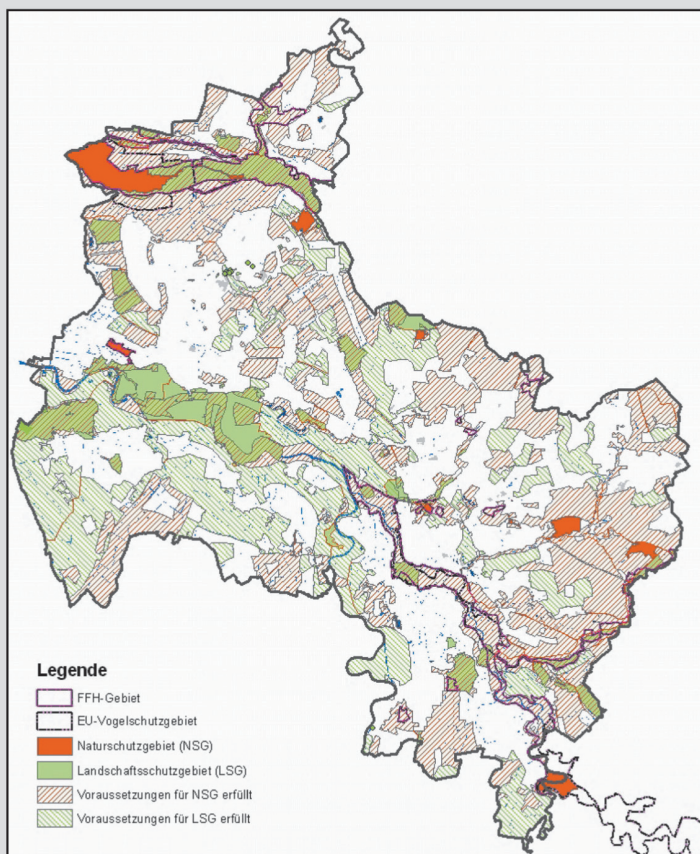 Legende
FFH-Gebiet
EU-Vogelschutzgebiet
Naturschutzgebiet (NSG)
Landschaftsschutzgebiet (LSG)
Voraussetzungen für NSG erfüllt
Voraussetzungen für LSG erfüllt